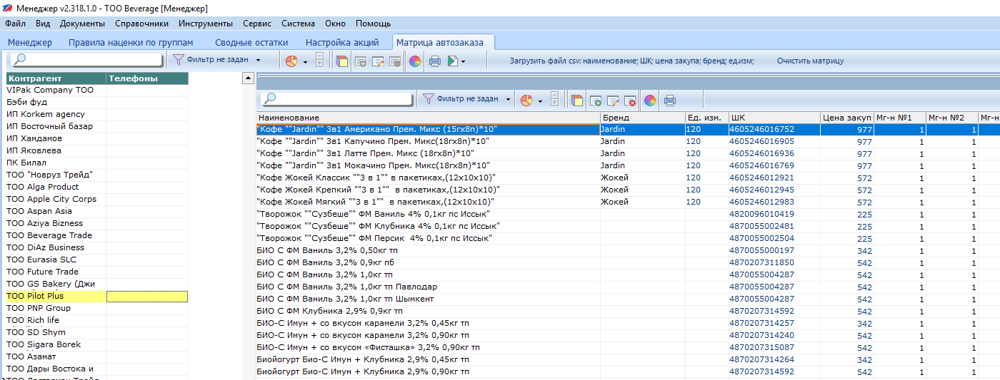 Менеджер v2.318.1.0 - ТОО Beverage [Менеджер]
Файл Вид Документы Справочники Инструменты Сервис Система Окно Помощь
Менеджер Правила наценки по группам Сводные остатки Настройка акций Матрица автозаказа
Фильтр не задан Загрузить файл csv: наименование; ШК; цена закупа; бренд; ед.изм; Очистить матрицу
Контрагент Телефоны
VIPak Company ТОО
Бэби фуд
ИП Korkem agency
ИП Восточный базар
ИП Хамдамов
ИП Яковлева
ПК Билал
ТОО "Новруз Трейд"
ТОО Alga Product
ТОО Apple City Corps
ТОО Aspan Asia
ТОО Aziya Bizness
ТОО Beverage Trade
ТОО DiAz Business
ТОО Eurasia SLC
ТОО Future Trade
ТОО GS Bakery (Джи
ТОО Pilot Plus
ТОО PNP Group
ТОО Rich life
ТОО SD Shym
ТОО Sigara Borek
ТОО Азамат
ТОО Дары Востока и
Фильтр не задан
Наименование Бренд Ед. изм. ШК Цена закуп Мг-н №1 Мг-н №2 Мг-н
"Кофе ""Jardin"" 3в1 Американо Прем. Микс (15гх8п)*10" Jardin 120 4605246016752 977 1 1
"Кофе ""Jardin"" 3в1 Капучино Прем. Микс(18гх8п)*10" Jardin 120 4605246016905 977 1 1
"Кофе ""Jardin"" 3в1 Латте Прем. Микс (18гх8п)*10" Jardin 120 4605246016936 977 1 1
"Кофе ""Jardin"" 3в1 Мокачино Прем. Микс(18гх8п)*10" Jardin 120 4605246016769 977 1 1
"Кофе Жокей Классик ""3 в 1"" в пакетиках,(12х10х10)" Жокей 120 4605246012921 572 1 1
"Кофе Жокей Крепкий ""3 в 1"" в пакетиках,(12х10х10)" Жокей 120 4605246012945 572 1 1
"Кофе Жокей Мягкий ""3 в 1"" в пакетиках,(12х10х10)" Жокей 120 4605246012983 572 1 1
"Творожок ""Сузбеше"" ФМ Ваниль 4% 0,1кг пс Иссык" 4820096010419 225 1 1
"Творожок ""Сузбеше"" ФМ Клубника 4% 0,1кг пс Иссык" 4870055002481 225 1 1
"Творожок ""Сузбеше"" ФМ Персик 4% 0,1кг пс Иссык" 4870055002504 225 1 1
БИО С ФМ Ваниль 3,2% 0,50кг тп 4870055000197 342 1 1
БИО С ФМ Ваниль 3,2% 0,9кг пб 4870207311850 342 1 1
БИО С ФМ Ваниль 3,2% 1,0кг тп 4870055004287 542 1 1
БИО С ФМ Ваниль 3,2% 1,0кг тп Павлодар 4870055004287 542 1 1
БИО С ФМ Ваниль 3,2% 1,0кг тп Шымкент 4870055004287 542 1 1
БИО С ФМ Клубника 2,9% 0,9кг тп 4870207314592 542 1 1
БИО-С Имун + со вкусом карамели 3,2% 0,45кг тп 4870207314257 342 1 1
БИО-С Имун + со вкусом карамели 3,2% 0,90кг тп 4870207314240 542 1 1
БИО-С Имун + со вкусом «Фисташка» 3,2% 0,90кг тп 4870207315087 542 1 1
Биойогурт Био-С Имун + Клубника 2,9% 0,45кг тп 4870207314264 342 1 1
Биойогурт Био-С Имун + Клубника 2,9% 0,90кг тп 4870207314592 542 1 1